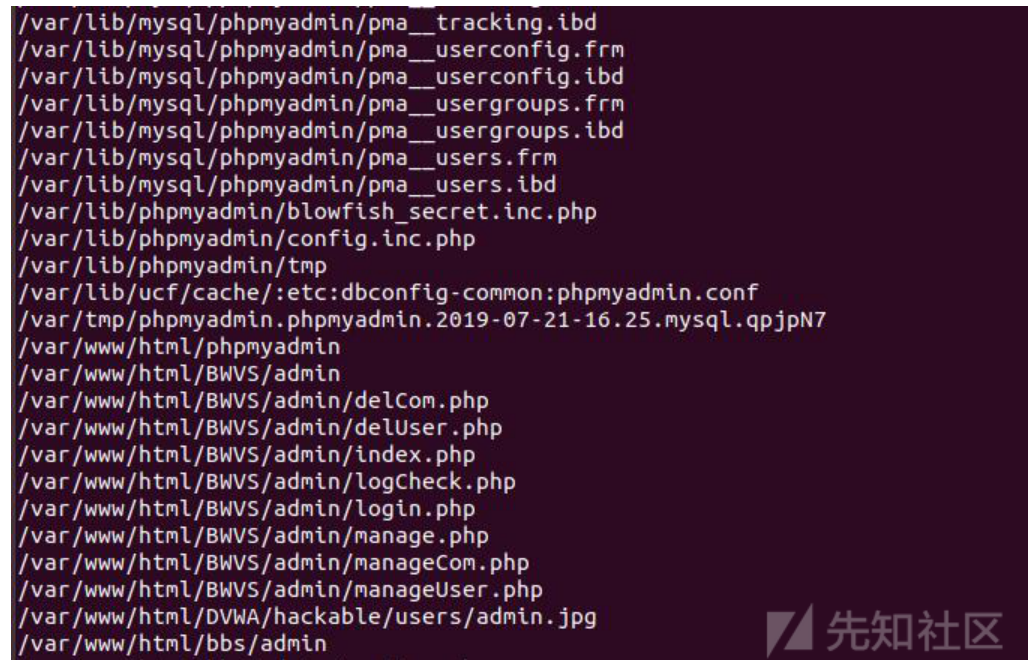 /var/lib/mysql/phpmyadmin/pma__tracking.ibd
/var/lib/mysql/phpmyadmin/pma__userconfig.frm
/var/lib/mysql/phpmyadmin/pma__userconfig.ibd
/var/lib/mysql/phpmyadmin/pma__usergroups.frm
/var/lib/mysql/phpmyadmin/pma__usergroups.ibd
/var/lib/mysql/phpmyadmin/pma__users.frm
/var/lib/mysql/phpmyadmin/pma__users.ibd
/var/lib/phpmyadmin/blowfish_secret.inc.php
/var/lib/phpmyadmin/config.inc.php
/var/lib/phpmyadmin/tmp
/var/lib/ucf/cache/:etc:dbconfig-common:phpmyadmin.conf
/var/tmp/phpmyadmin.phpmyadmin.2019-07-21-16.25.mysql.qpjpN7
/var/www/html/phpmyadmin
/var/www/html/BWVS/admin
/var/www/html/BWVS/admin/delCom.php
/var/www/html/BWVS/admin/delUser.php
/var/www/html/BWVS/admin/index.php
/var/www/html/BWVS/admin/logCheck.php
/var/www/html/BWVS/admin/login.php
/var/www/html/BWVS/admin/manage.php
/var/www/html/BWVS/admin/manageCom.php
/var/www/html/BWVS/admin/manageUser.php
/var/www/html/DVWA/hackable/users/admin.jpg
/var/www/html/bbs/admin
先知社区